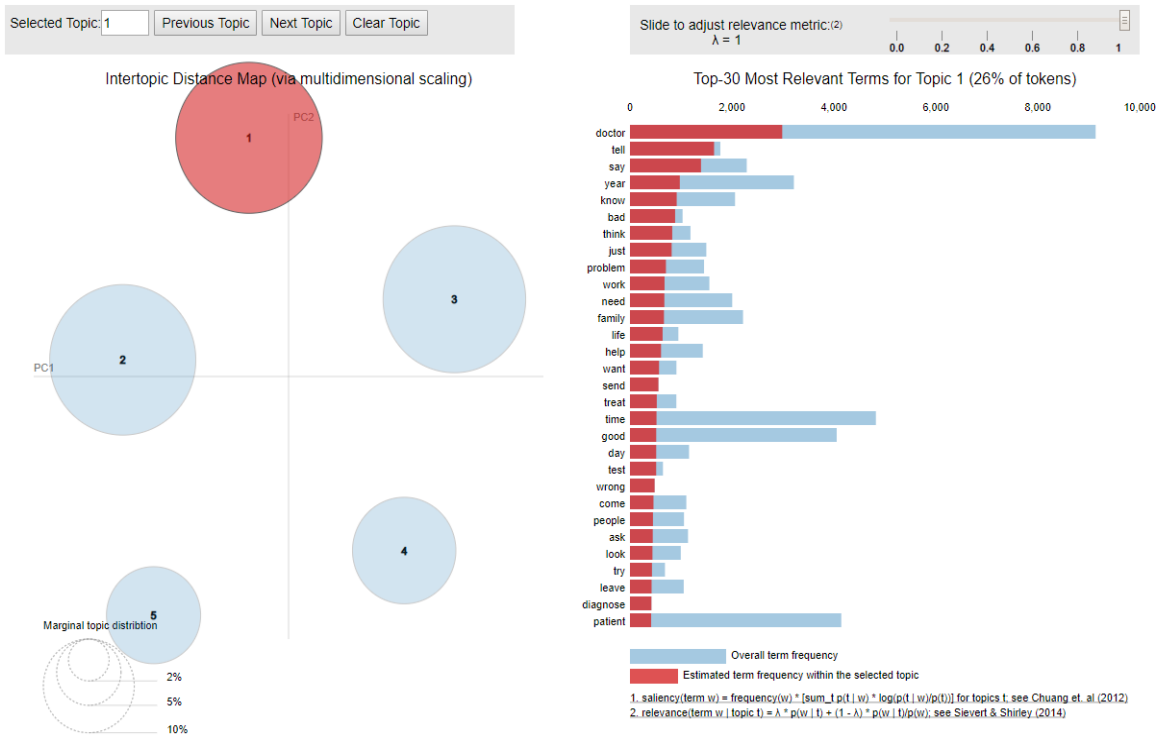 Selected Topic: 1 Previous Topic Next Topic Clear Topic
Slide to adjust relevance metric:(2)
λ = 1
0.0 0.2 0.4 0.6 0.8 1
Intertopic Distance Map (via multidimensional scaling)
PC2
PC1
1
2
3
4
5
Marginal topic distribtion
2%
5%
10%
Top-30 Most Relevant Terms for Topic 1 (26% of tokens)
0 2,000 4,000 6,000 8,000 10,000
doctor
tell
say
year
know
bad
think
just
problem
work
need
family
life
help
want
send
treat
time
good
day
test
wrong
come
people
ask
look
try
leave
diagnose
patient
Overall term frequency
Estimated term frequency within the selected topic
1. saliency(term w) = frequency(w) * [sum_t p(t | w) * log(p(t | w)/p(t))] for topics t; see Chuang et. al (2012)
2. relevance(term w | topic t) = λ * p(w | t) + (1 - λ) * p(w | t)/p(w); see Sievert & Shirley (2014)